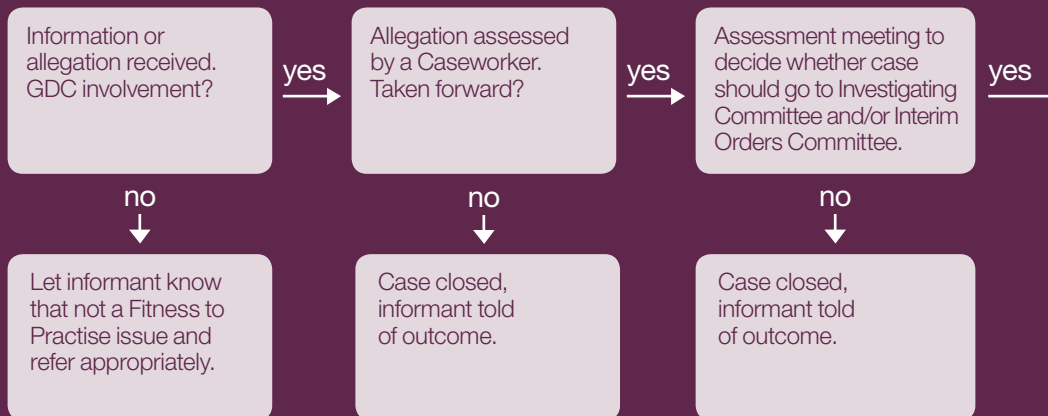 Information or
allegation received.
GDC involvement?
yes
Allegation assessed
by a Caseworker.
Taken forward?
yes
Assessment meeting to
decide whether case
should go to Investigating
Committee and/or Interim
Orders Committee.
yes
no
no
no
Let informant know
that not a Fitness to
Practise issue and
refer appropriately.
Case closed,
informant told
of outcome.
Case closed,
informant told
of outcome.